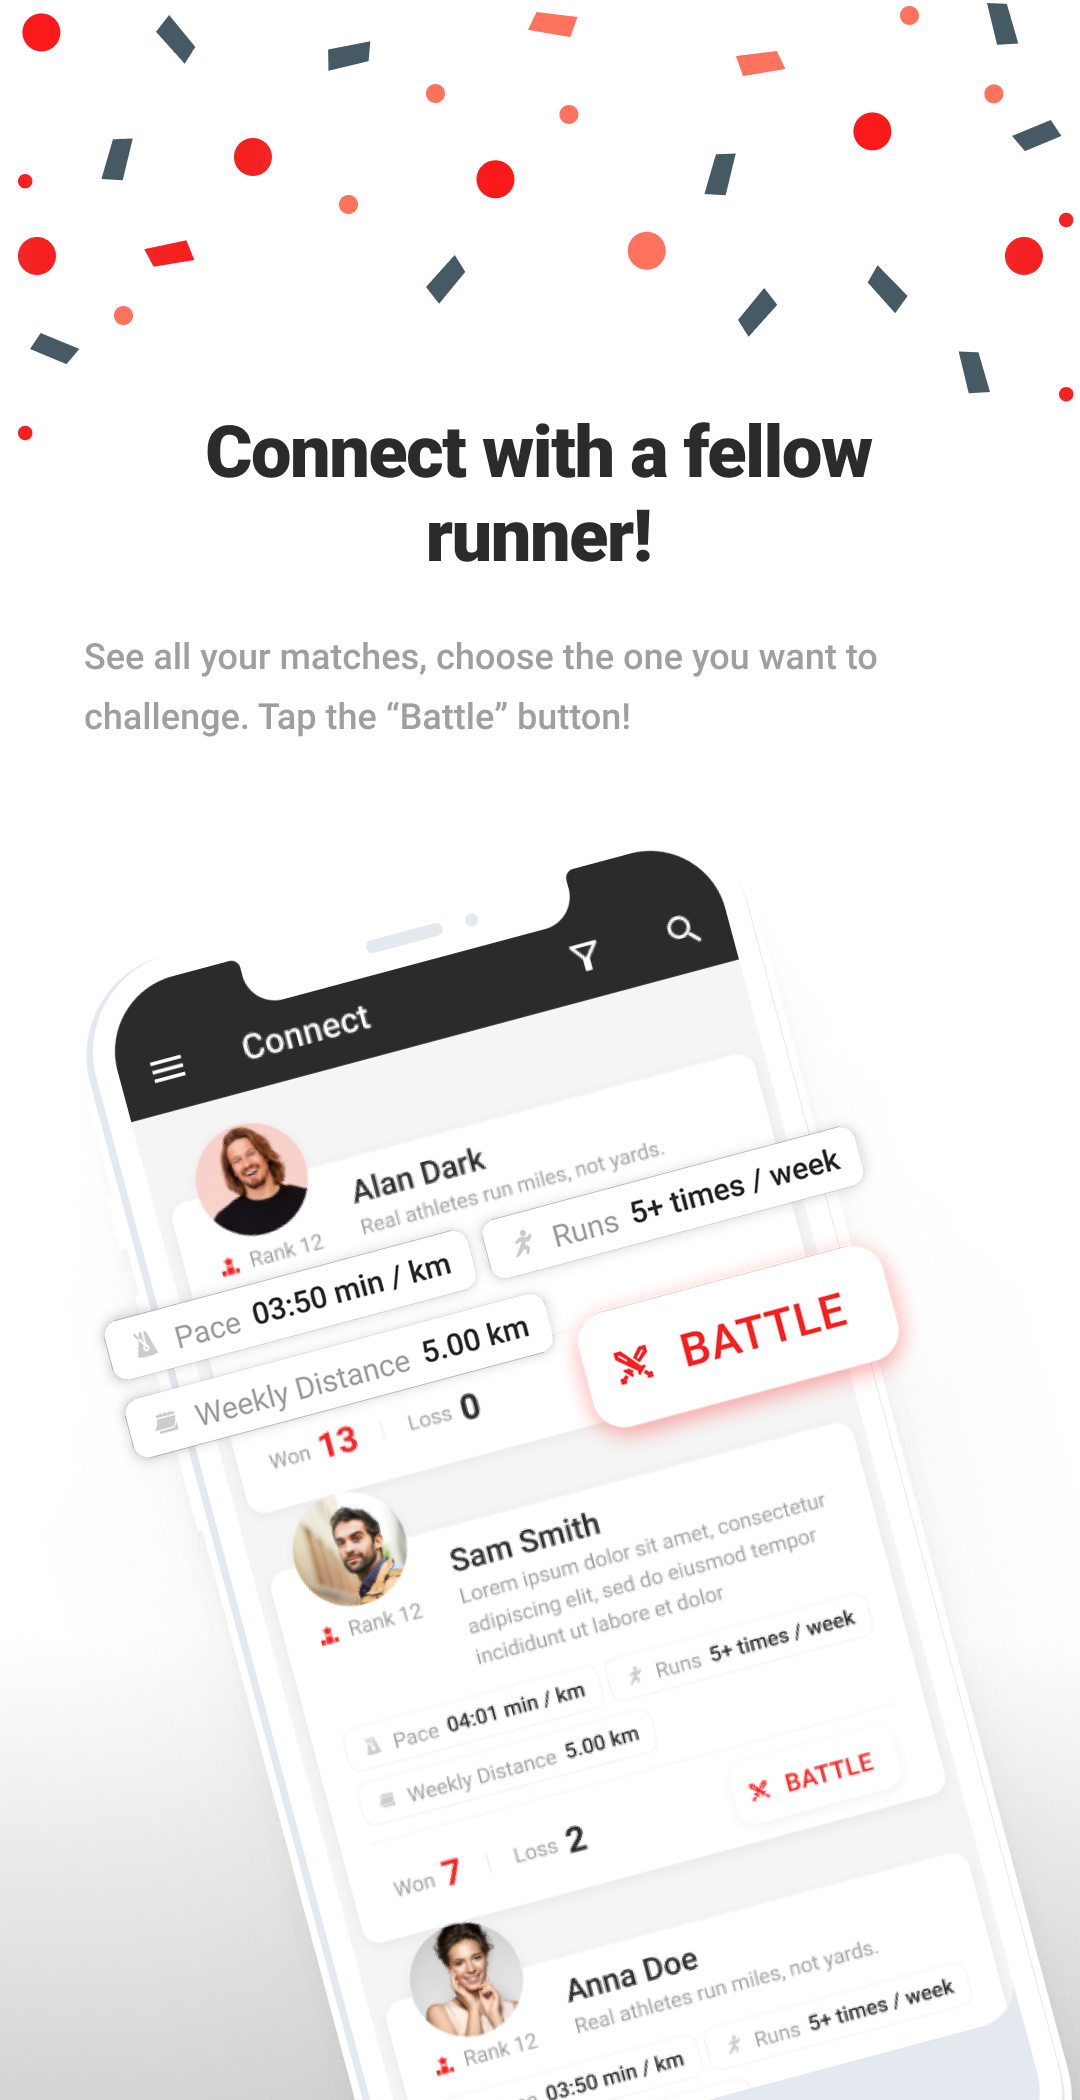 Connect with a fellow
runner!
See all your matches, choose the one you want to
challenge. Tap the “Battle” button!
Connect
Alan Dark
Real athletes run miles, not yards.
Rank 12
Runs 5+ times / week
Pace 03:50 min / km
Weekly Distance 5.00 km
BATTLE
Won 13
Loss 0
Sam Smith
Lorem ipsum dolor sit amet, consectetur
adipiscing elit, sed do eiusmod tempor
incididunt ut labore et dolor
Rank 12
Runs 5+ times / week
Pace 04:01 min / km
Weekly Distance 5.00 km
BATTLE
Won 7
Loss 2
Anna Doe
Real athletes run miles, not yards.
Rank 12
Runs 5+ times / week
03:50 min / km